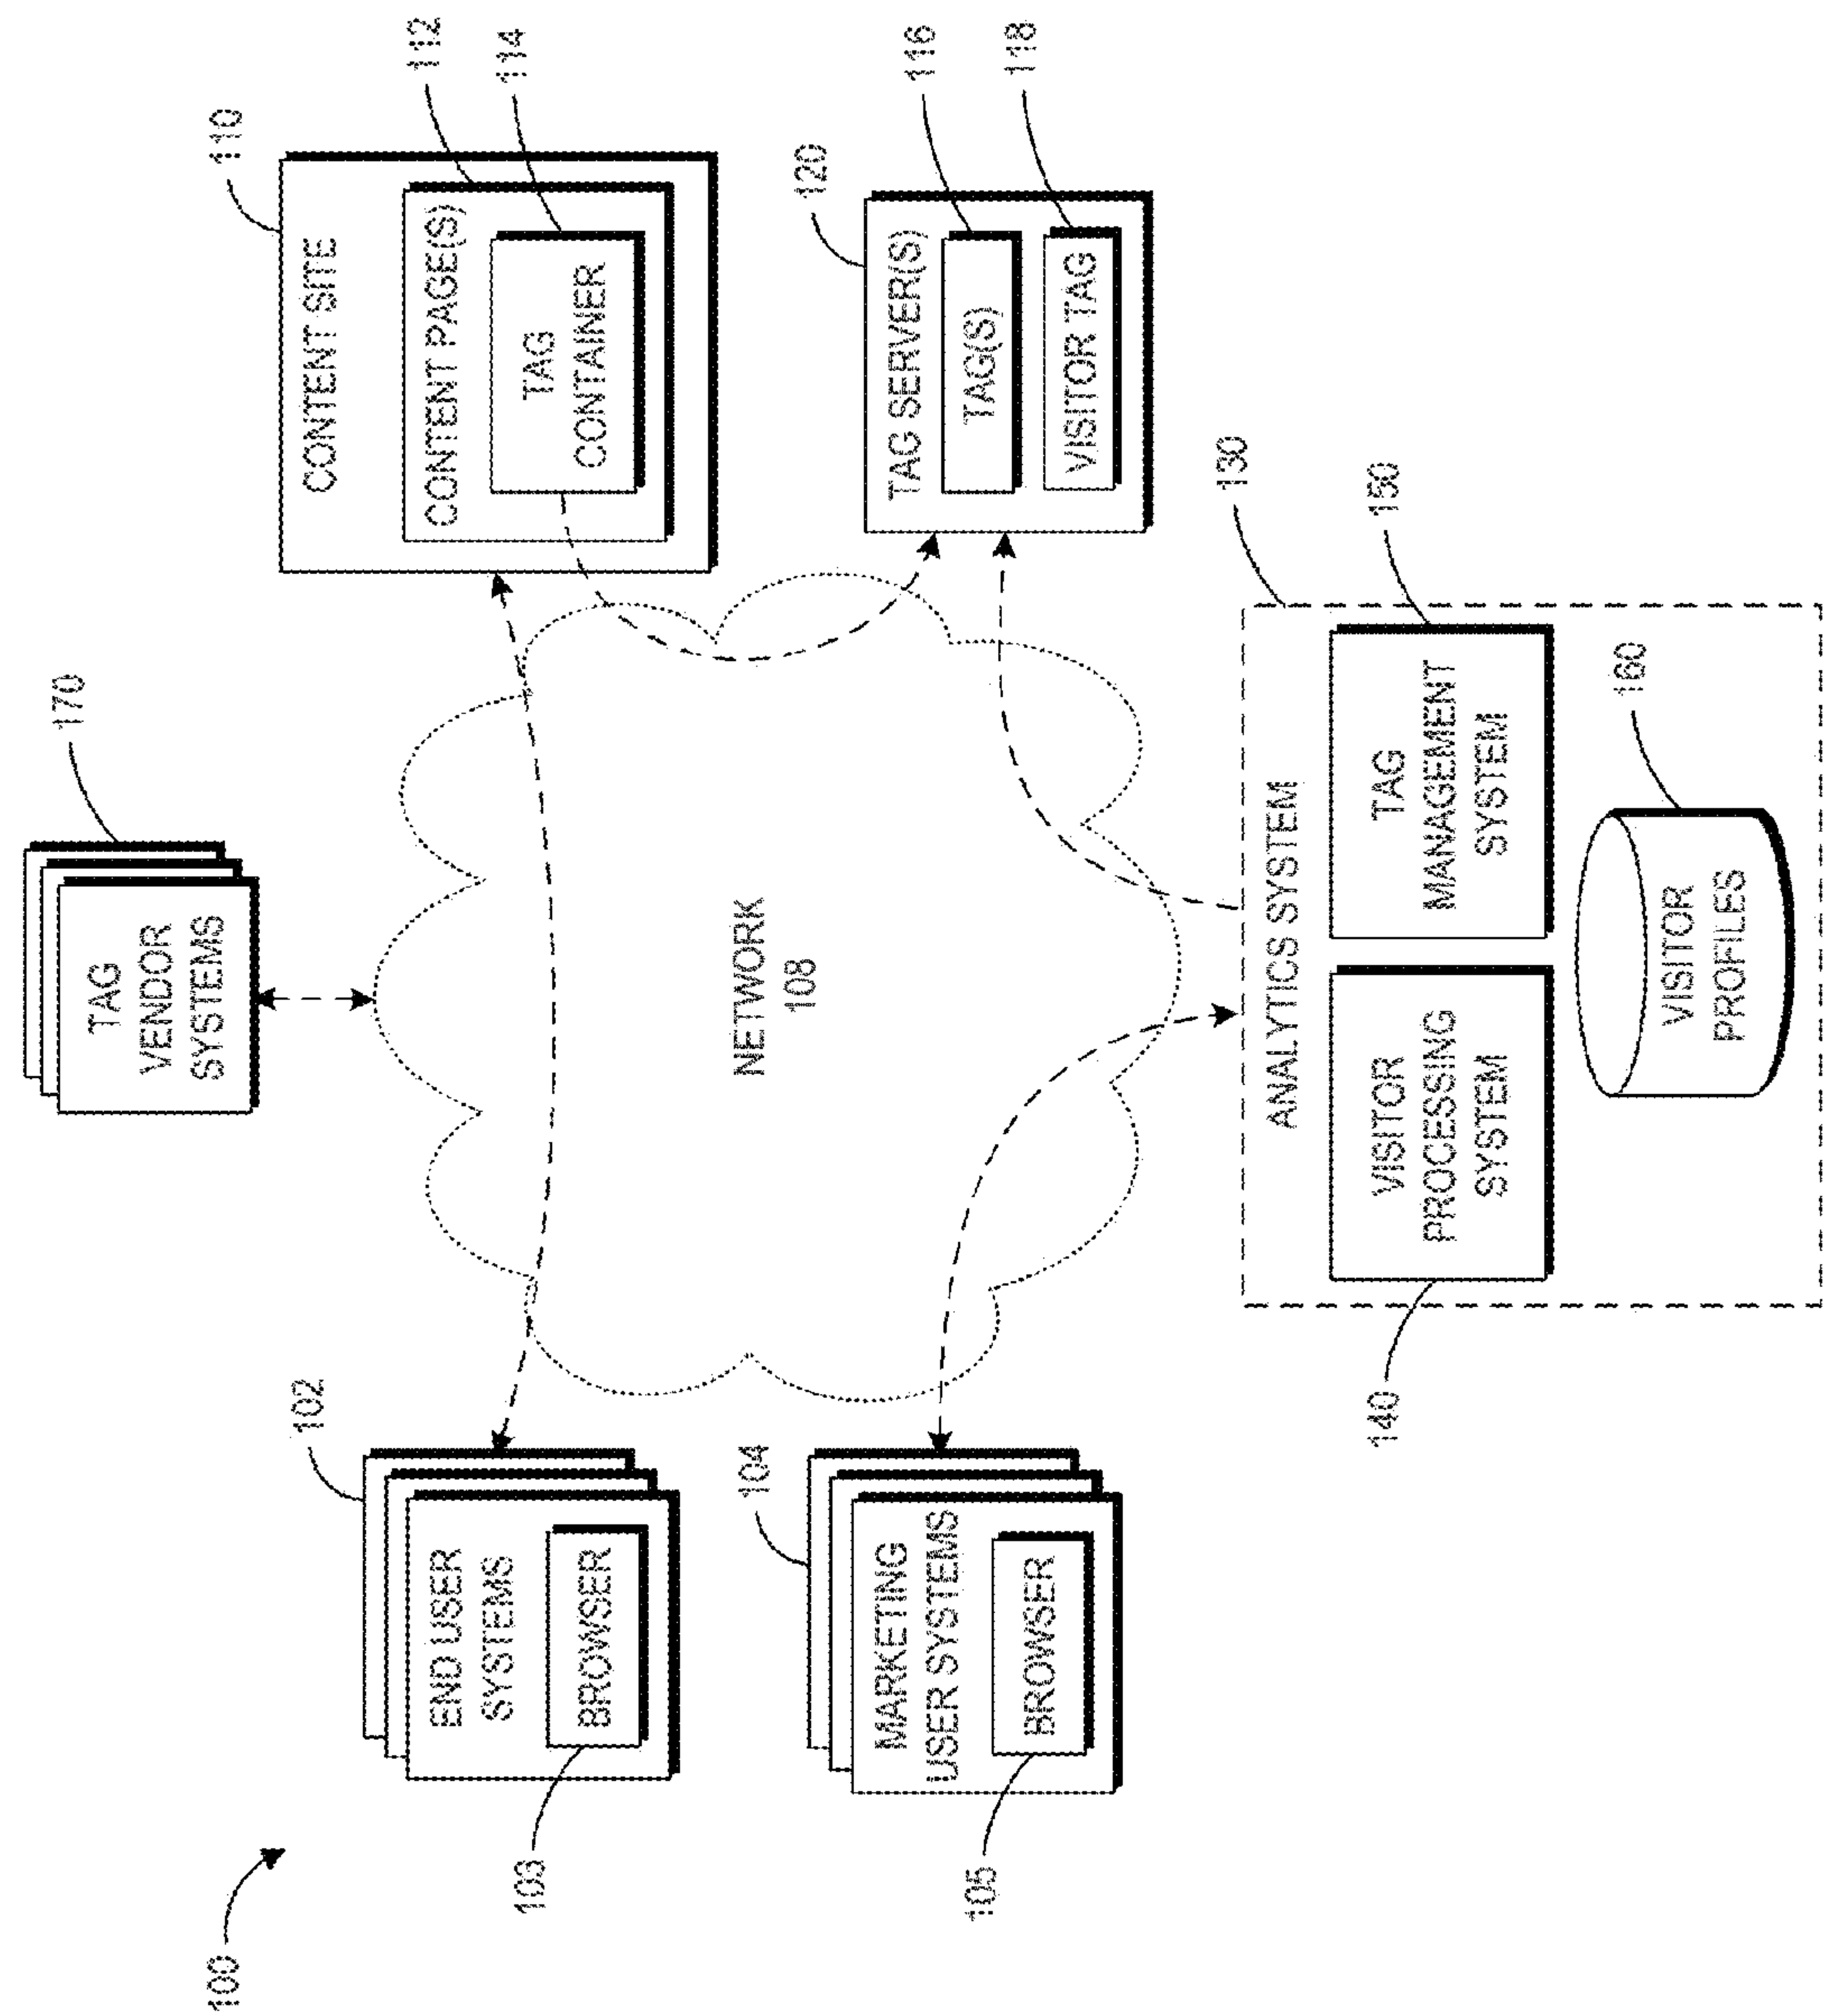 100
170
TAG
VENDOR
SYSTEMS
102
END USER
SYSTEMS
BROWSER
103
104
MARKETING
USER SYSTEMS
BROWSER
105
NETWORK
108
110
CONTENT SITE
112
CONTENT PAGE(S)
114
TAG
CONTAINER
120
TAG SERVER(S)
116
TAG(S)
118
VISITOR TAG
130
ANALYTICS SYSTEM
140
VISITOR
PROCESSING
SYSTEM
150
TAG
MANAGEMENT
SYSTEM
160
VISITOR
PROFILES